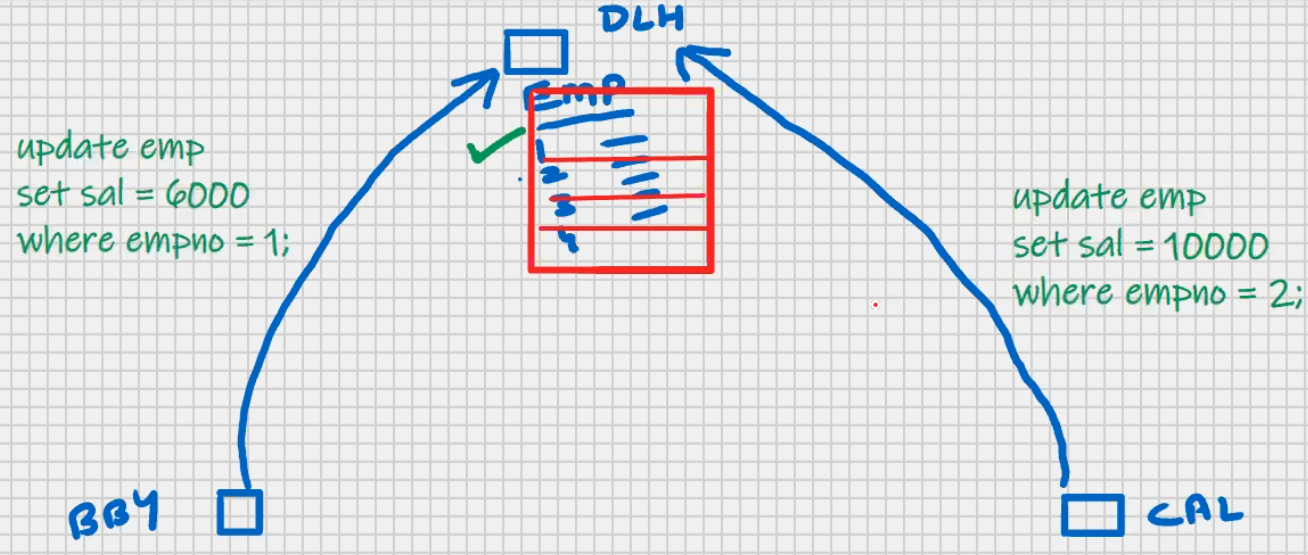 DLH
Emp
update emp
set sal = 6000
where empno = 1;
1
2
3
4
update emp
set sal = 10000
where empno = 2;
BBY
CAL